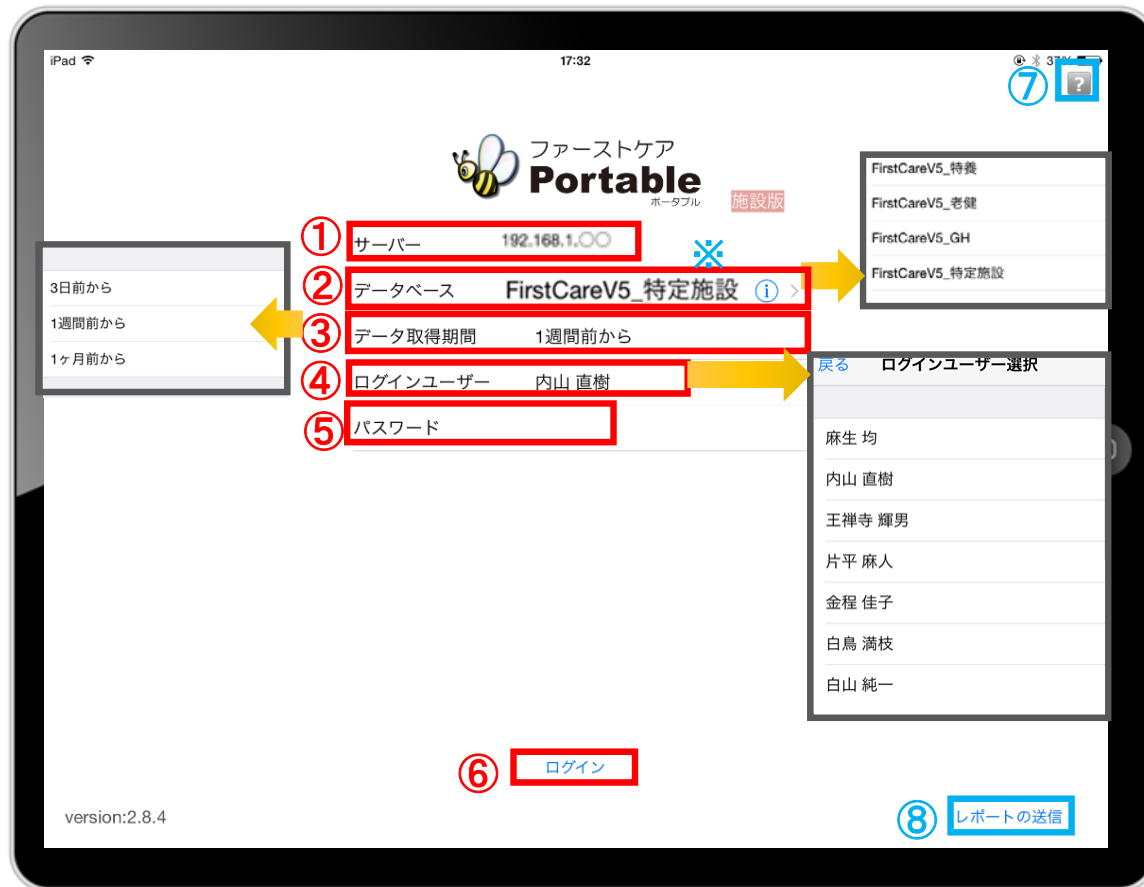 iPad
17:32
37%
⑦ ?
ファーストケア
Portable
ポータブル
施設版
FirstCareV5_特養
FirstCareV5_老健
FirstCareV5_GH
FirstCareV5_特定施設
① サーバー 192.168.1.○○
※
② データベース FirstCareV5_特定施設 i >
③ データ取得期間 1週間前から
④ ログインユーザー 内山 直樹
⑤ パスワード
3日前から
1週間前から
1ヶ月前から
戻る ログインユーザー選択
麻生 均
内山 直樹
王禅寺 輝男
片平 麻人
金程 佳子
白鳥 満枝
白山 純一
⑥ ログイン
version:2.8.4
⑧ レポートの送信